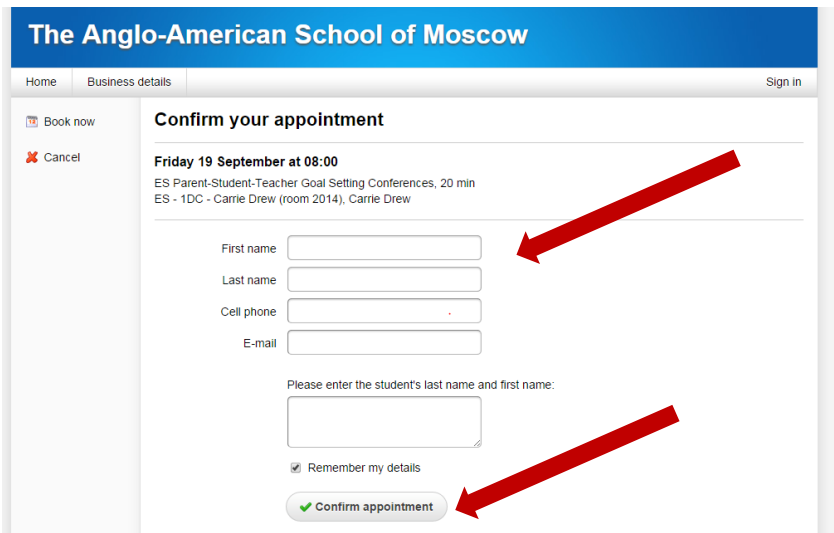 The Anglo-American School of Moscow
Home Business details Sign in
Book now
Cancel
Confirm your appointment
Friday 19 September at 08:00
ES Parent-Student-Teacher Goal Setting Conferences, 20 min
ES - 1DC - Carrie Drew (room 2014), Carrie Drew
First name
Last name
Cell phone
E-mail
Please enter the student's last name and first name:
Remember my details
Confirm appointment